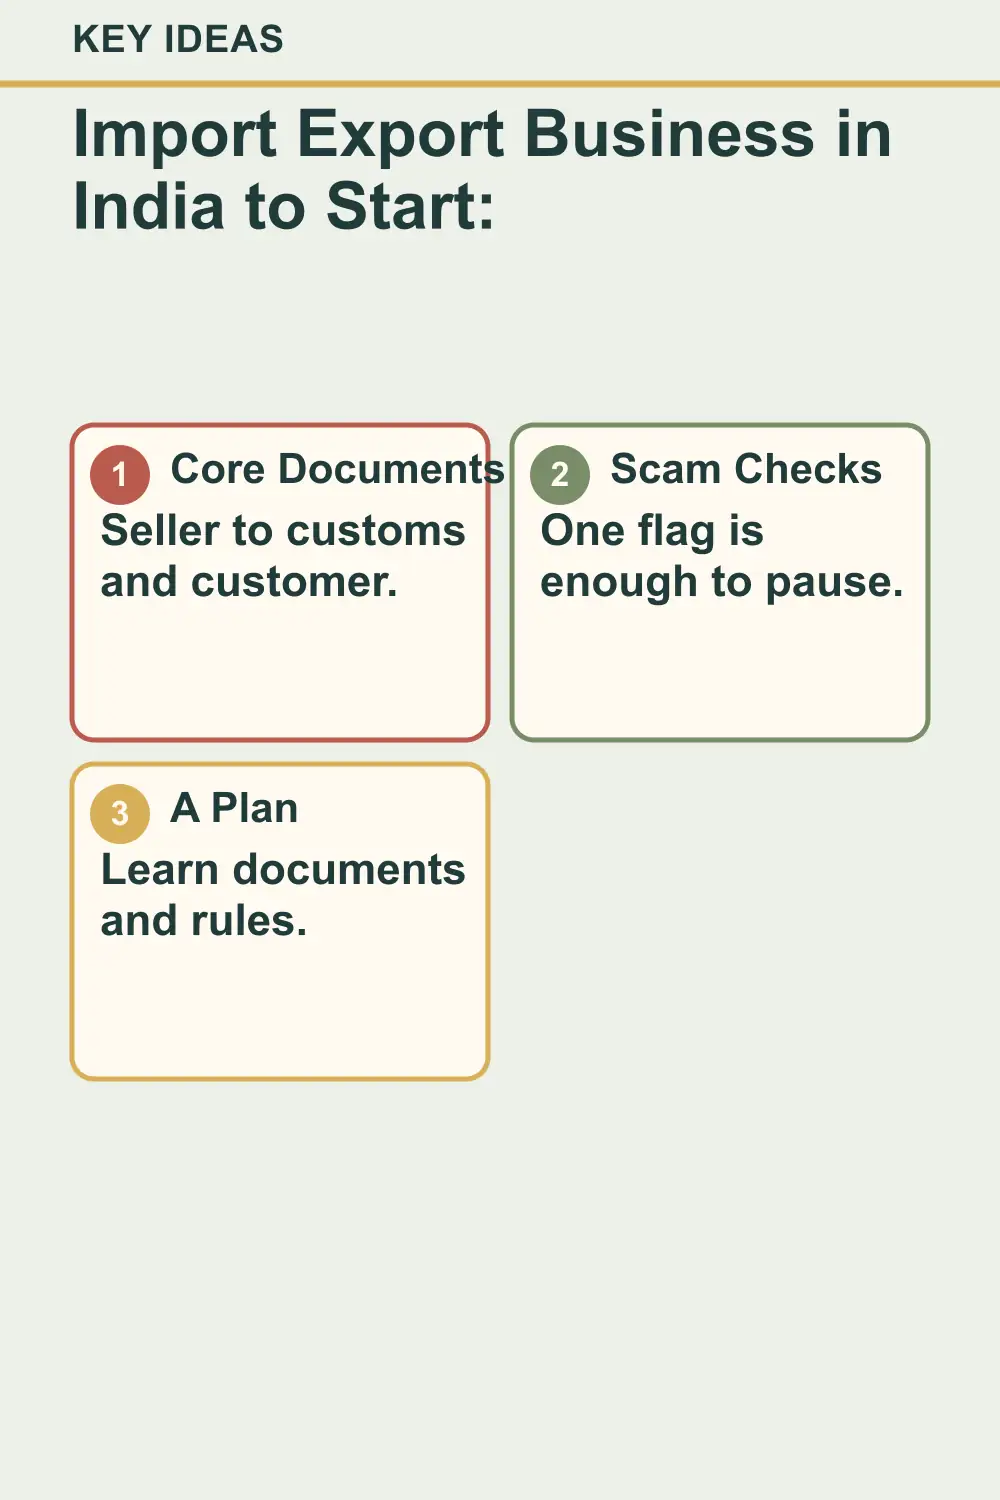 KEY IDEAS
Import Export Business in
India to Start:
1 Core Documents
Seller to customs
and customer.
2 Scam Checks
One flag is
enough to pause.
3 A Plan
Learn documents
and rules.